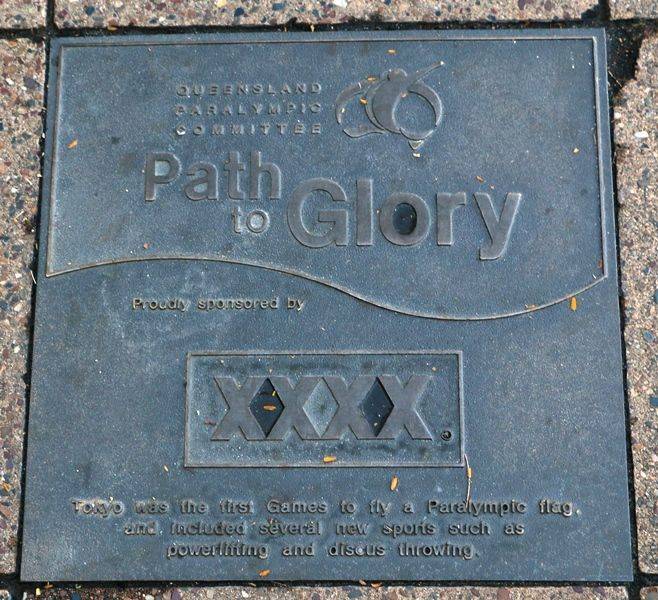 QUEENSLAND
PARALYMPIC
COMMITTEE
Path
to Glory
Proudly sponsored by
XXXX
Tokyo was the first Games to fly a Paralympic flag
and included several new sports such as
powerlifting and discus throwing.